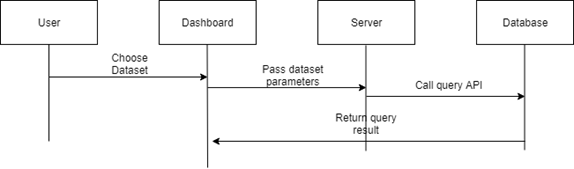 User
Dashboard
Server
Database
Choose
Dataset
Pass dataset
parameters
Call query API
Return query
result